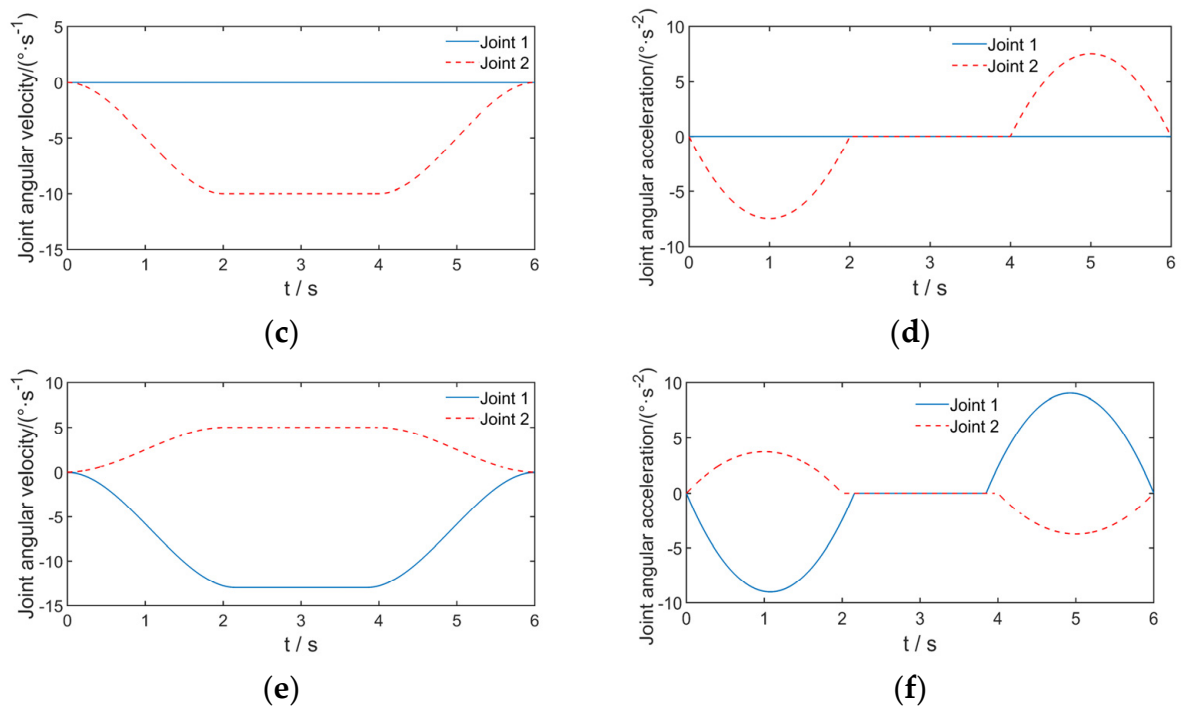 Joint angular velocity/(°·s⁻¹)
5
0
-5
-10
-15
0 1 2 3 4 5 6
t / s
Joint 1
Joint 2
(c)
Joint angular acceleration/(°·s⁻²)
10
5
0
-5
-10
0 1 2 3 4 5 6
t / s
Joint 1
Joint 2
(d)
Joint angular velocity/(°·s⁻¹)
10
5
0
-5
-10
-15
0 1 2 3 4 5 6
t / s
Joint 1
Joint 2
(e)
Joint angular acceleration/(°·s⁻²)
10
5
0
-5
-10
0 1 2 3 4 5 6
t / s
Joint 1
Joint 2
(f)